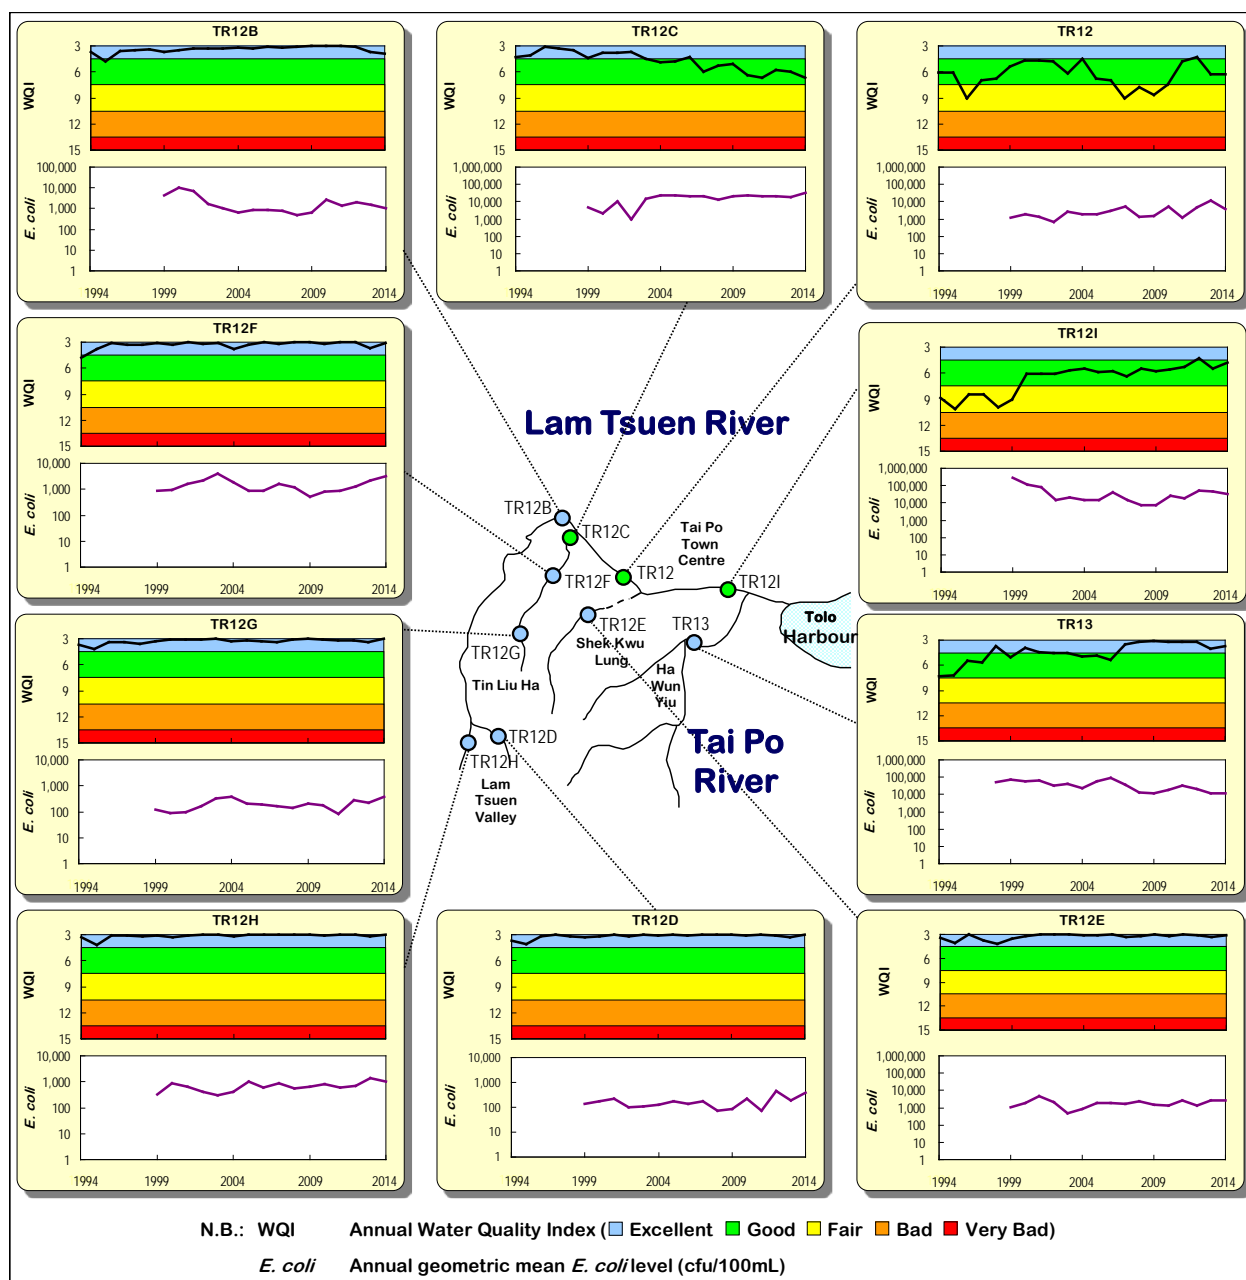 TR12B
WQI
3
6
9
12
15
E. coli
100,000
10,000
1,000
100
10
1
1994 1999 2004 2009 2014
TR12C
WQI
3
6
9
12
15
E. coli
1,000,000
100,000
10,000
1,000
100
10
1
1994 1999 2004 2009 2014
TR12
WQI
3
6
9
12
15
E. coli
1,000,000
100,000
10,000
1,000
100
10
1
1994 1999 2004 2009 2014
TR12F
WQI
3
6
9
12
15
E. coli
10,000
1,000
100
10
1
1994 1999 2004 2009 2014
TR12I
WQI
3
6
9
12
15
E. coli
1,000,000
100,000
10,000
1,000
100
10
1
1994 1999 2004 2009 2014
Lam Tsuen River
TR12B
TR12C
Tai Po
Town
Centre
TR12F
TR12
TR12I
TR12E
TR13
Tolo
Harbour
TR12G
Shek Kwu
Lung
Ha
Wun
Yiu
Tin Liu Ha
TR12D
TR12H
Lam
Tsuen
Valley
Tai Po
River
TR12G
WQI
3
6
9
12
15
E. coli
10,000
1,000
100
10
1
1994 1999 2004 2009 2014
TR13
WQI
3
6
9
12
15
E. coli
1,000,000
100,000
10,000
1,000
100
10
1
1994 1999 2004 2009 2014
TR12H
WQI
3
6
9
12
15
E. coli
10,000
1,000
100
10
1
1994 1999 2004 2009 2014
TR12D
WQI
3
6
9
12
15
E. coli
10,000
1,000
100
10
1
1994 1999 2004 2009 2014
TR12E
WQI
3
6
9
12
15
E. coli
1,000,000
100,000
10,000
1,000
100
10
1
1994 1999 2004 2009 2014
N.B.: WQI Annual Water Quality Index ( Excellent Good Fair Bad Very Bad)
E. coli Annual geometric mean E. coli level (cfu/100mL)